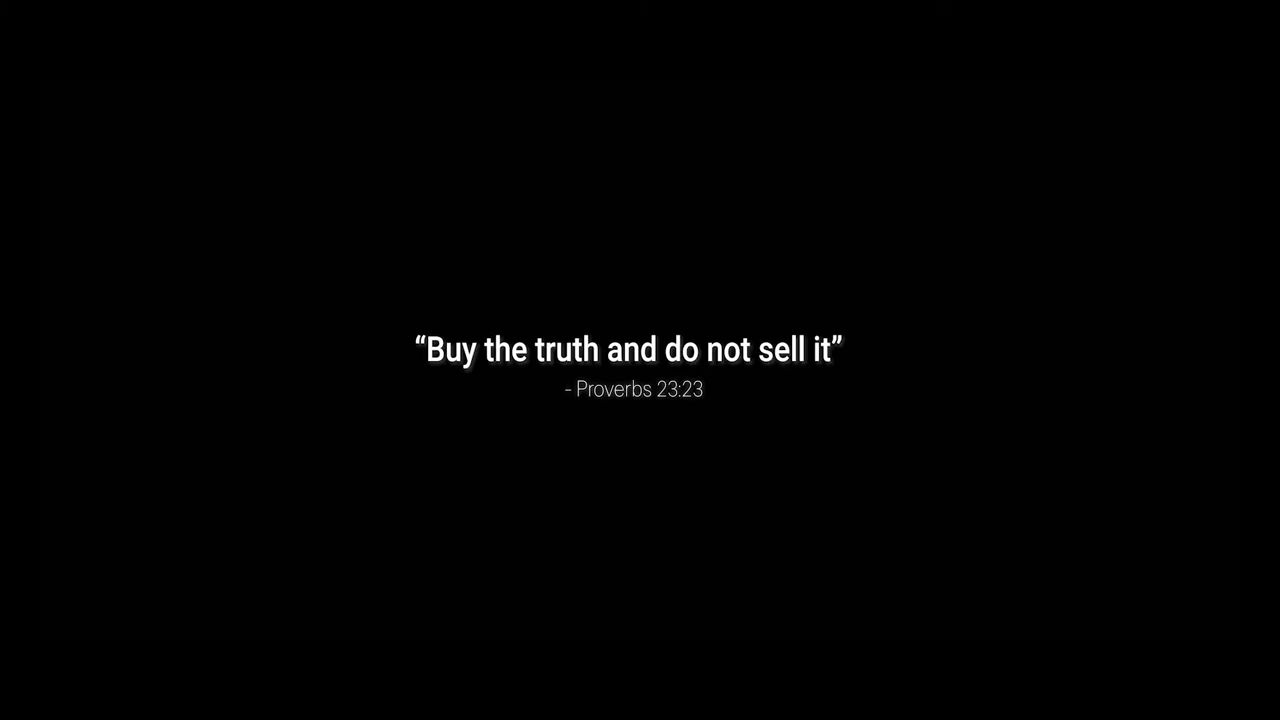 “Buy the truth and do not sell it”
- Proverbs 23:23